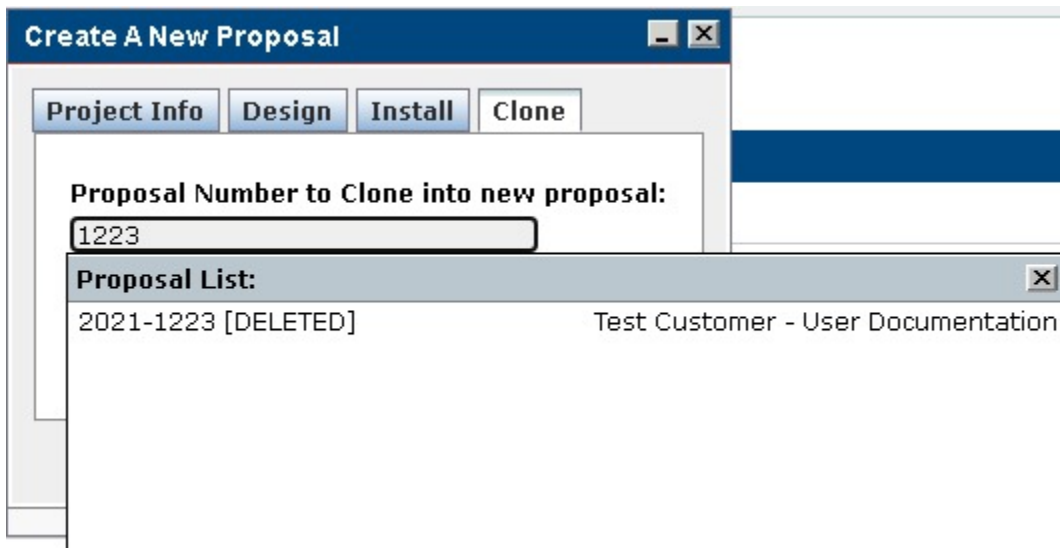 Create A New Proposal
Project Info Design Install Clone
Proposal Number to Clone into new proposal:
1223
Proposal List:
2021-1223 [DELETED] Test Customer - User Documentation